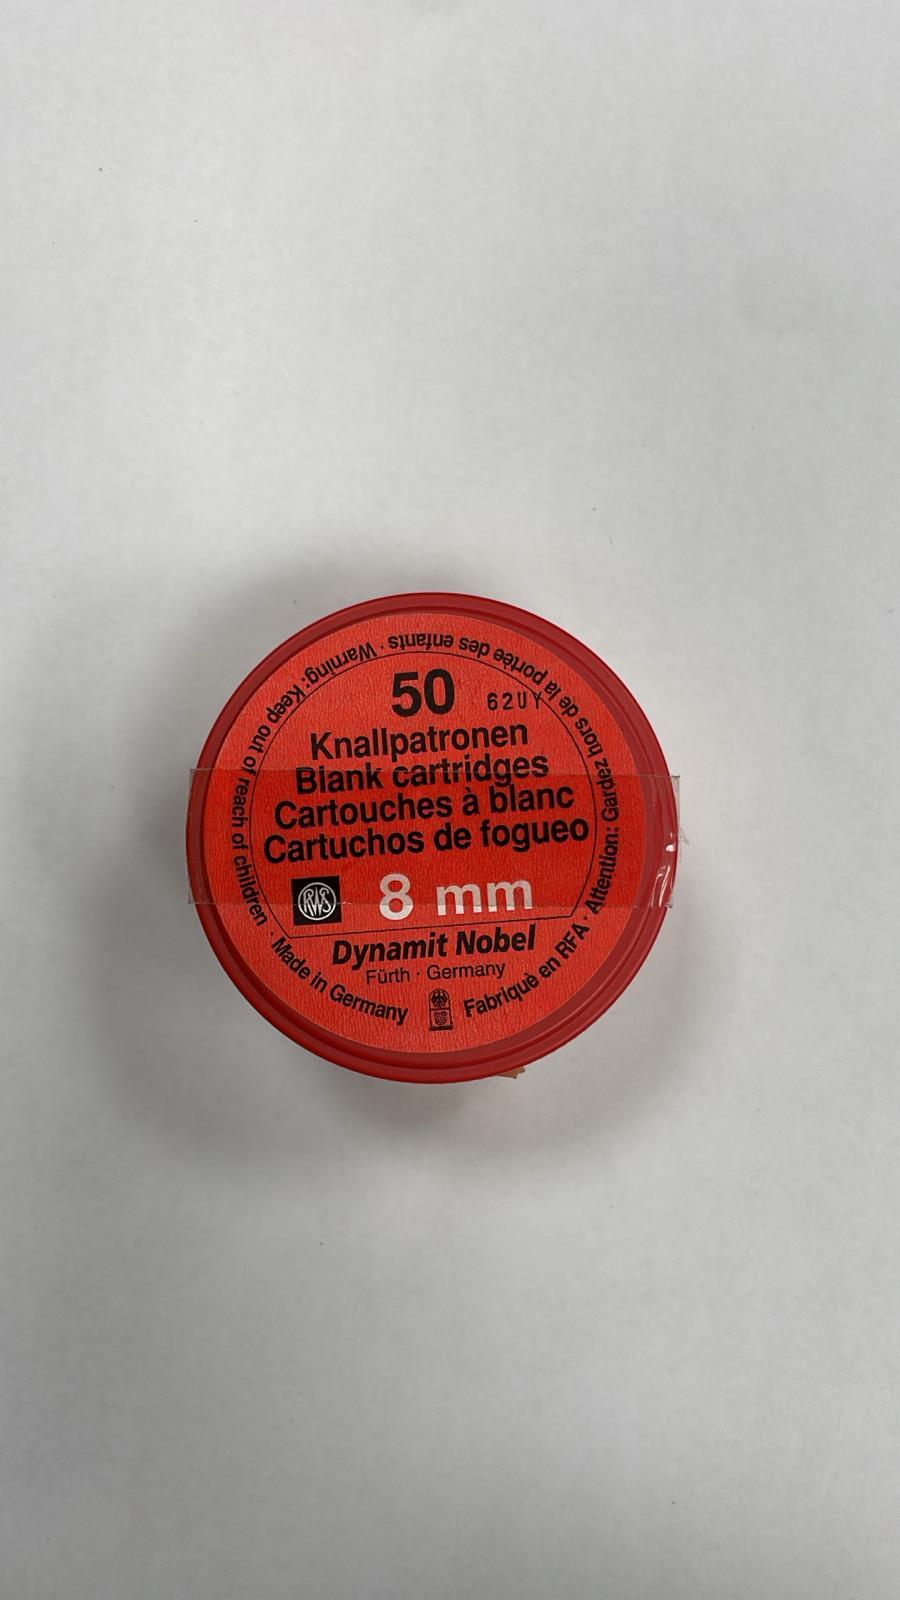 50
62UY
Knallpatronen
Blank cartridges
Cartouches à blanc
Cartuchos de fogueo
RWS
8 mm
Dynamit Nobel
Fürth · Germany
Warning: Keep out of reach of children · Made in Germany
Fabriqué en RFA · Attention: Gardez hors de la portée des enfants ·